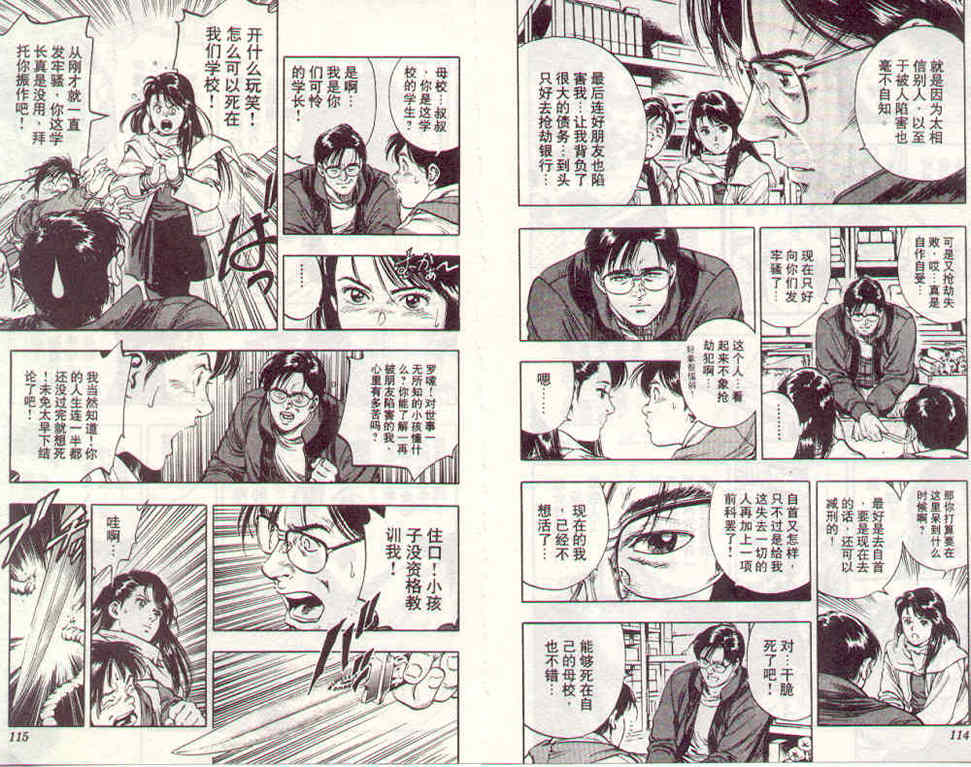 就是因为太相
信别人，以至
于被人陷害也
毫不自知。
最后连好朋友也陷
害我…让我背负了
很大的债务…到头
只好去抢劫银行…
可是又抢劫失
败，哎…真是
自作自受…
现在只好
向你们发
牢骚了…
这个人…看
起来不象抢
劫犯啊…
嗯……
………
那你打算要在
这里呆到什么
时候啊？
最好是去自首
，要是现在去
的话，还可以
减刑的！
自首又怎样，
只不过是给我
这失去一切的
人再加上一项
前科罢了！
现在的我
，已经不
想活了…
对…干脆
死了吧！
能够死在自
己的母校，
也不错…
114
母校…叔叔
，你是这学
校的学生？
是啊…
我是你
们可怜
的学长！
……
开什么玩笑！
怎么可以死在
我们学校！
从刚才就一直
发牢骚，你这学
长真是没用，拜
托你振作吧！
罗嗦！对世事一
无所知的小孩懂什
么？你能了解一再
被朋友陷害的我，
心里有多苦吗？
我当然知道！你
的人生连一半都
还没过完就想死
！未免太早下结
论了吧！
住口！小孩
子没资格教
训我！
哇啊…
115